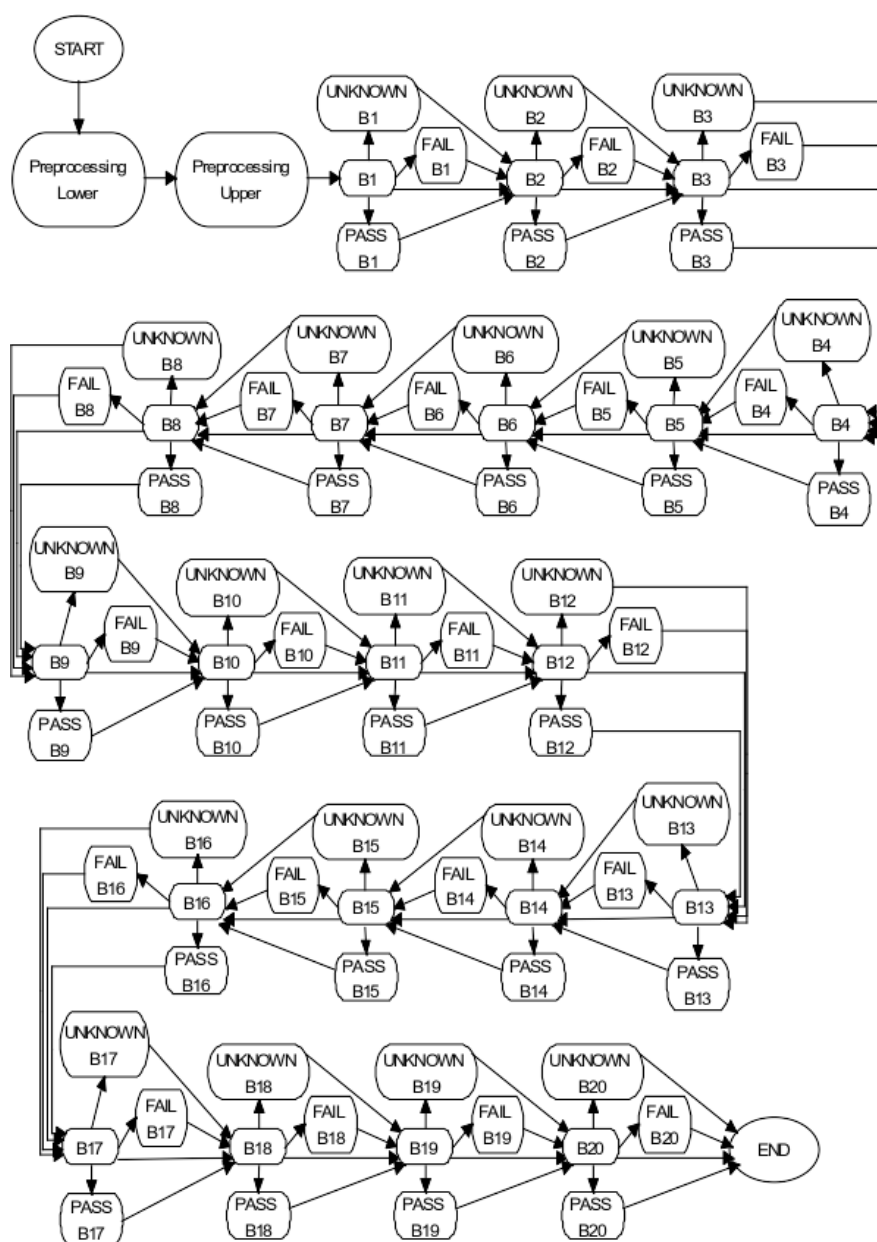 START
Preprocessing
Lower
Preprocessing
Upper
UNKNOWN
B1
FAIL
B1
B1
PASS
B1
UNKNOWN
B2
FAIL
B2
B2
PASS
B2
UNKNOWN
B3
FAIL
B3
B3
PASS
B3
UNKNOWN
B8
FAIL
B8
B8
PASS
B8
UNKNOWN
B7
FAIL
B7
B7
PASS
B7
UNKNOWN
B6
FAIL
B6
B6
PASS
B6
UNKNOWN
B5
FAIL
B5
B5
PASS
B5
UNKNOWN
B4
FAIL
B4
B4
PASS
B4
UNKNOWN
B9
FAIL
B9
B9
PASS
B9
UNKNOWN
B10
FAIL
B10
B10
PASS
B10
UNKNOWN
B11
FAIL
B11
B11
PASS
B11
UNKNOWN
B12
FAIL
B12
B12
PASS
B12
UNKNOWN
B16
FAIL
B16
B16
PASS
B16
UNKNOWN
B15
FAIL
B15
B15
PASS
B15
UNKNOWN
B14
FAIL
B14
B14
PASS
B14
UNKNOWN
B13
FAIL
B13
B13
PASS
B13
UNKNOWN
B17
FAIL
B17
B17
PASS
B17
UNKNOWN
B18
FAIL
B18
B18
PASS
B18
UNKNOWN
B19
FAIL
B19
B19
PASS
B19
UNKNOWN
B20
FAIL
B20
B20
PASS
B20
END